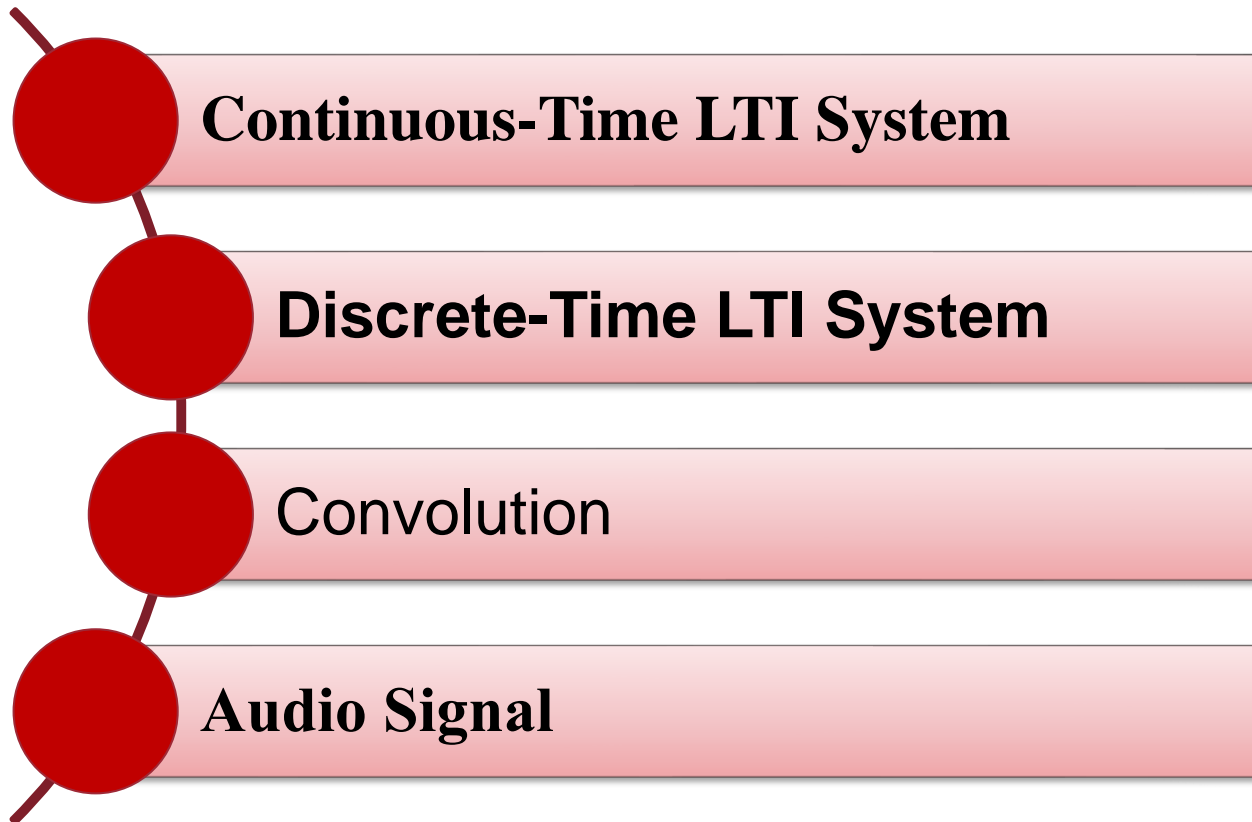 Continuous-Time LTI System
Discrete-Time LTI System
Convolution
Audio Signal